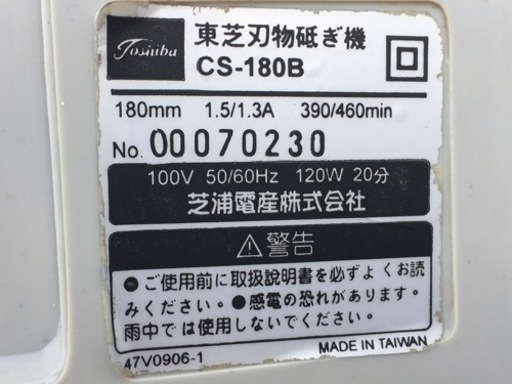 Toshiba
東芝刃物砥ぎ機
CS-180B
180mm 1.5/1.3A 390/460min
No. 00070230
100V 50/60Hz 120W 20分
芝浦電産株式会社
⚠警告
●ご使用前に取扱説明書を必ずよくお読
みください。●感電の恐れがあります。
雨中では使用しないでください。
47V0906-1 MADE IN TAIWAN